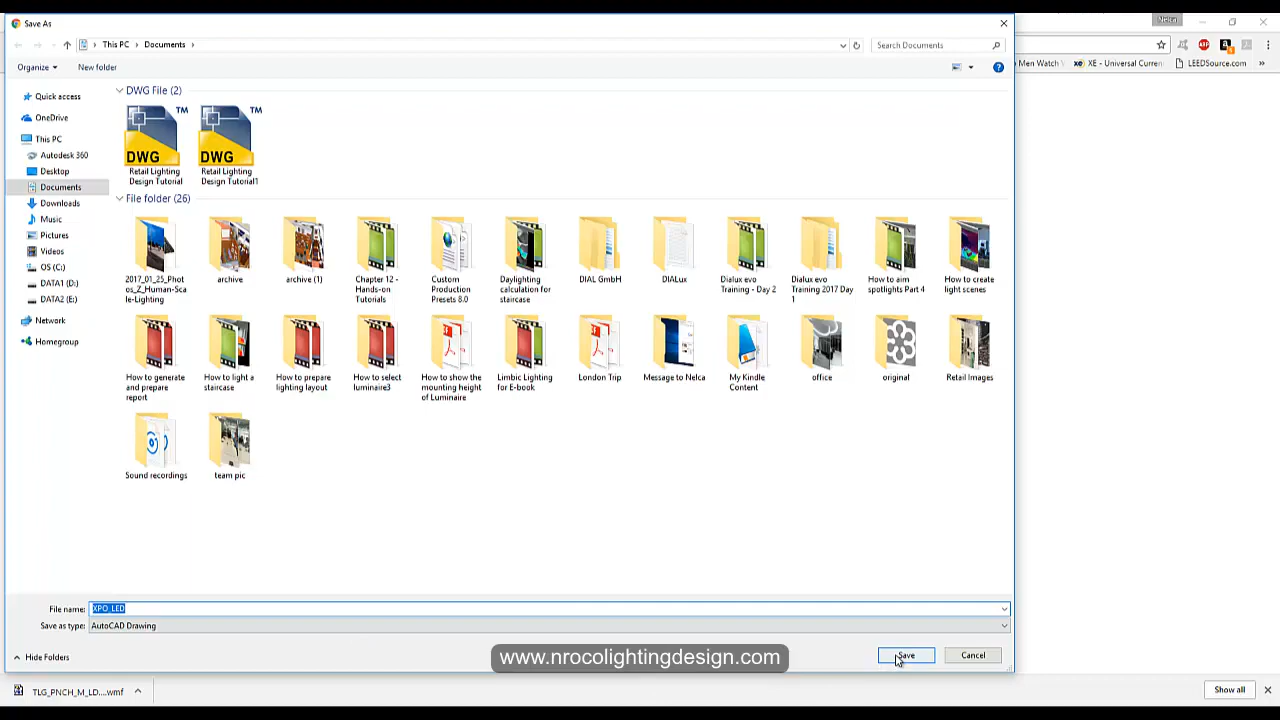 Save As
Nelca
This PC
Documents
Search Documents
Men Watch
XE - Universal Curren
LEEDSource.com
Organize
New folder
Quick access
OneDrive
This PC
Autodesk 360
Desktop
Documents
Downloads
Music
Pictures
Videos
OS (C:)
DATA1 (D:)
DATA2 (E:)
Network
Homegroup
DWG File (2)
TM
DWG
TM
DWG
Retail Lighting
Design Tutorial
Retail Lighting
Design Tutorial1
File folder (26)
2017_01_25_Phot
os_Z_Human-Sca
le-Lighting
archive
archive (1)
Chapter 12 -
Hands-on
Tutorials
Custom
Production
Presets 8.0
Daylighting
calculation for
staircase
DIAL GmbH
DIALux
Dialux evo
Training - Day 2
Dialux evo
Training 2017 Day
1
How to aim
spotlights Part 4
How to create
light scenes
How to generate
and prepare
report
How to light a
staircase
How to prepare
lighting layout
How to select
luminaire3
How to show the
mounting height
of Luminaire
Limbic Lighting
for E-book
London Trip
Message to Nelca
My Kindle
Content
office
original
Retail Images
Sound recordings
team pic
File name:
XPO_LED
Save as type:
AutoCAD Drawing
Hide Folders
www.nrocolightingdesign.com
Save
Cancel
TLG_PNCH_M_LD....wmf
Show all